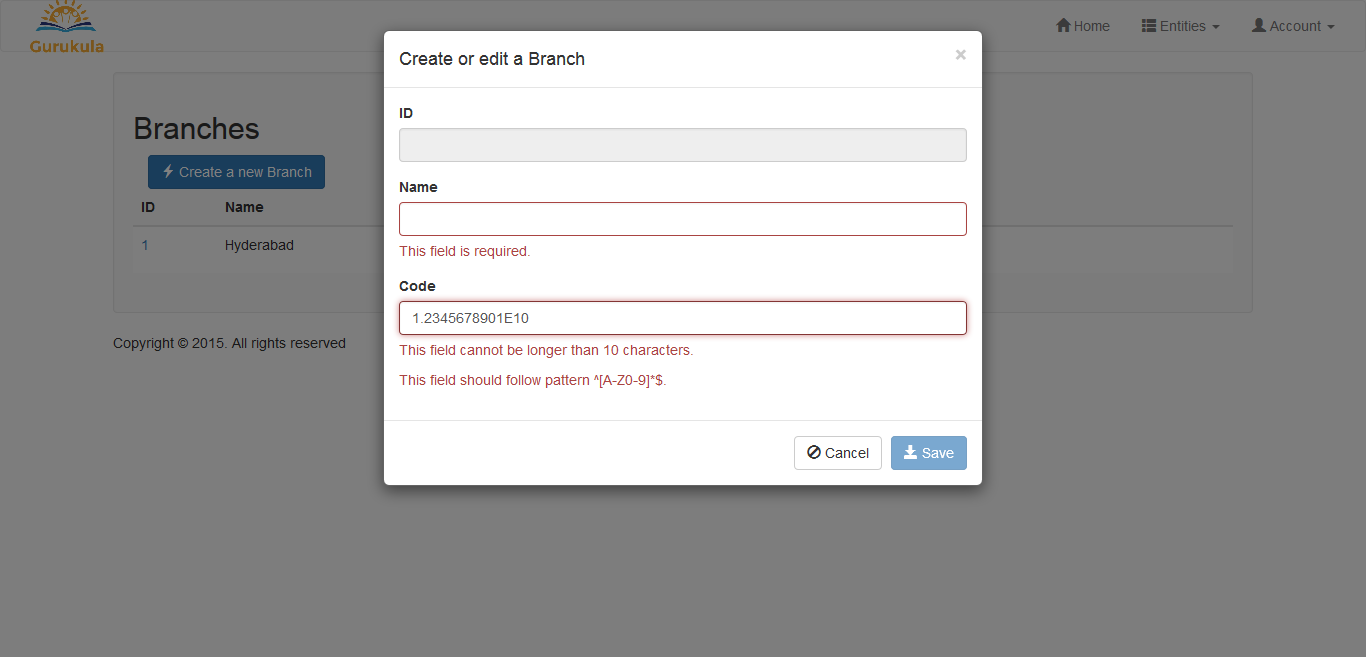 Gurukula
Home Entities Account
Create or edit a Branch ×
ID
Name
This field is required.
Code
1.2345678901E10
This field cannot be longer than 10 characters.
This field should follow pattern ^[A-Z0-9]*$.
Cancel Save
Branches
Create a new Branch
ID Name
1 Hyderabad
Copyright © 2015. All rights reserved